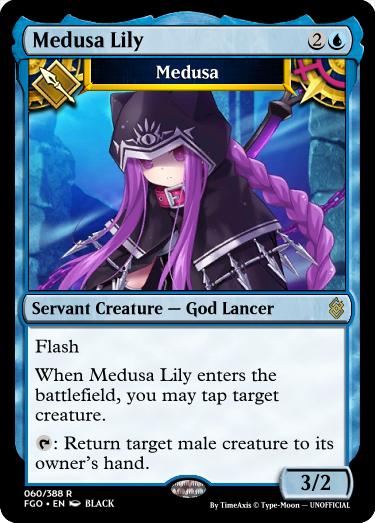 Medusa Lily 2
Medusa
Servant Creature — God Lancer
Flash
When Medusa Lily enters the
battlefield, you may tap target
creature.
: Return target male creature to its
owner's hand.
3/2
060/388 R
FGO • EN BLACK
By TimeAxis © Type-Moon — UNOFFICIAL